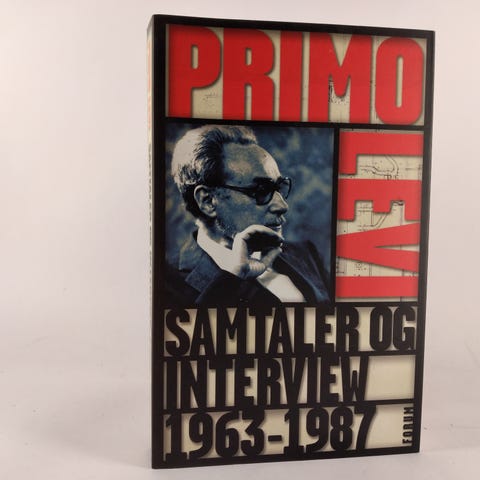 PRIMO
LEVI
SAMTALER OG
INTERVIEW
1963-1987
FORUM